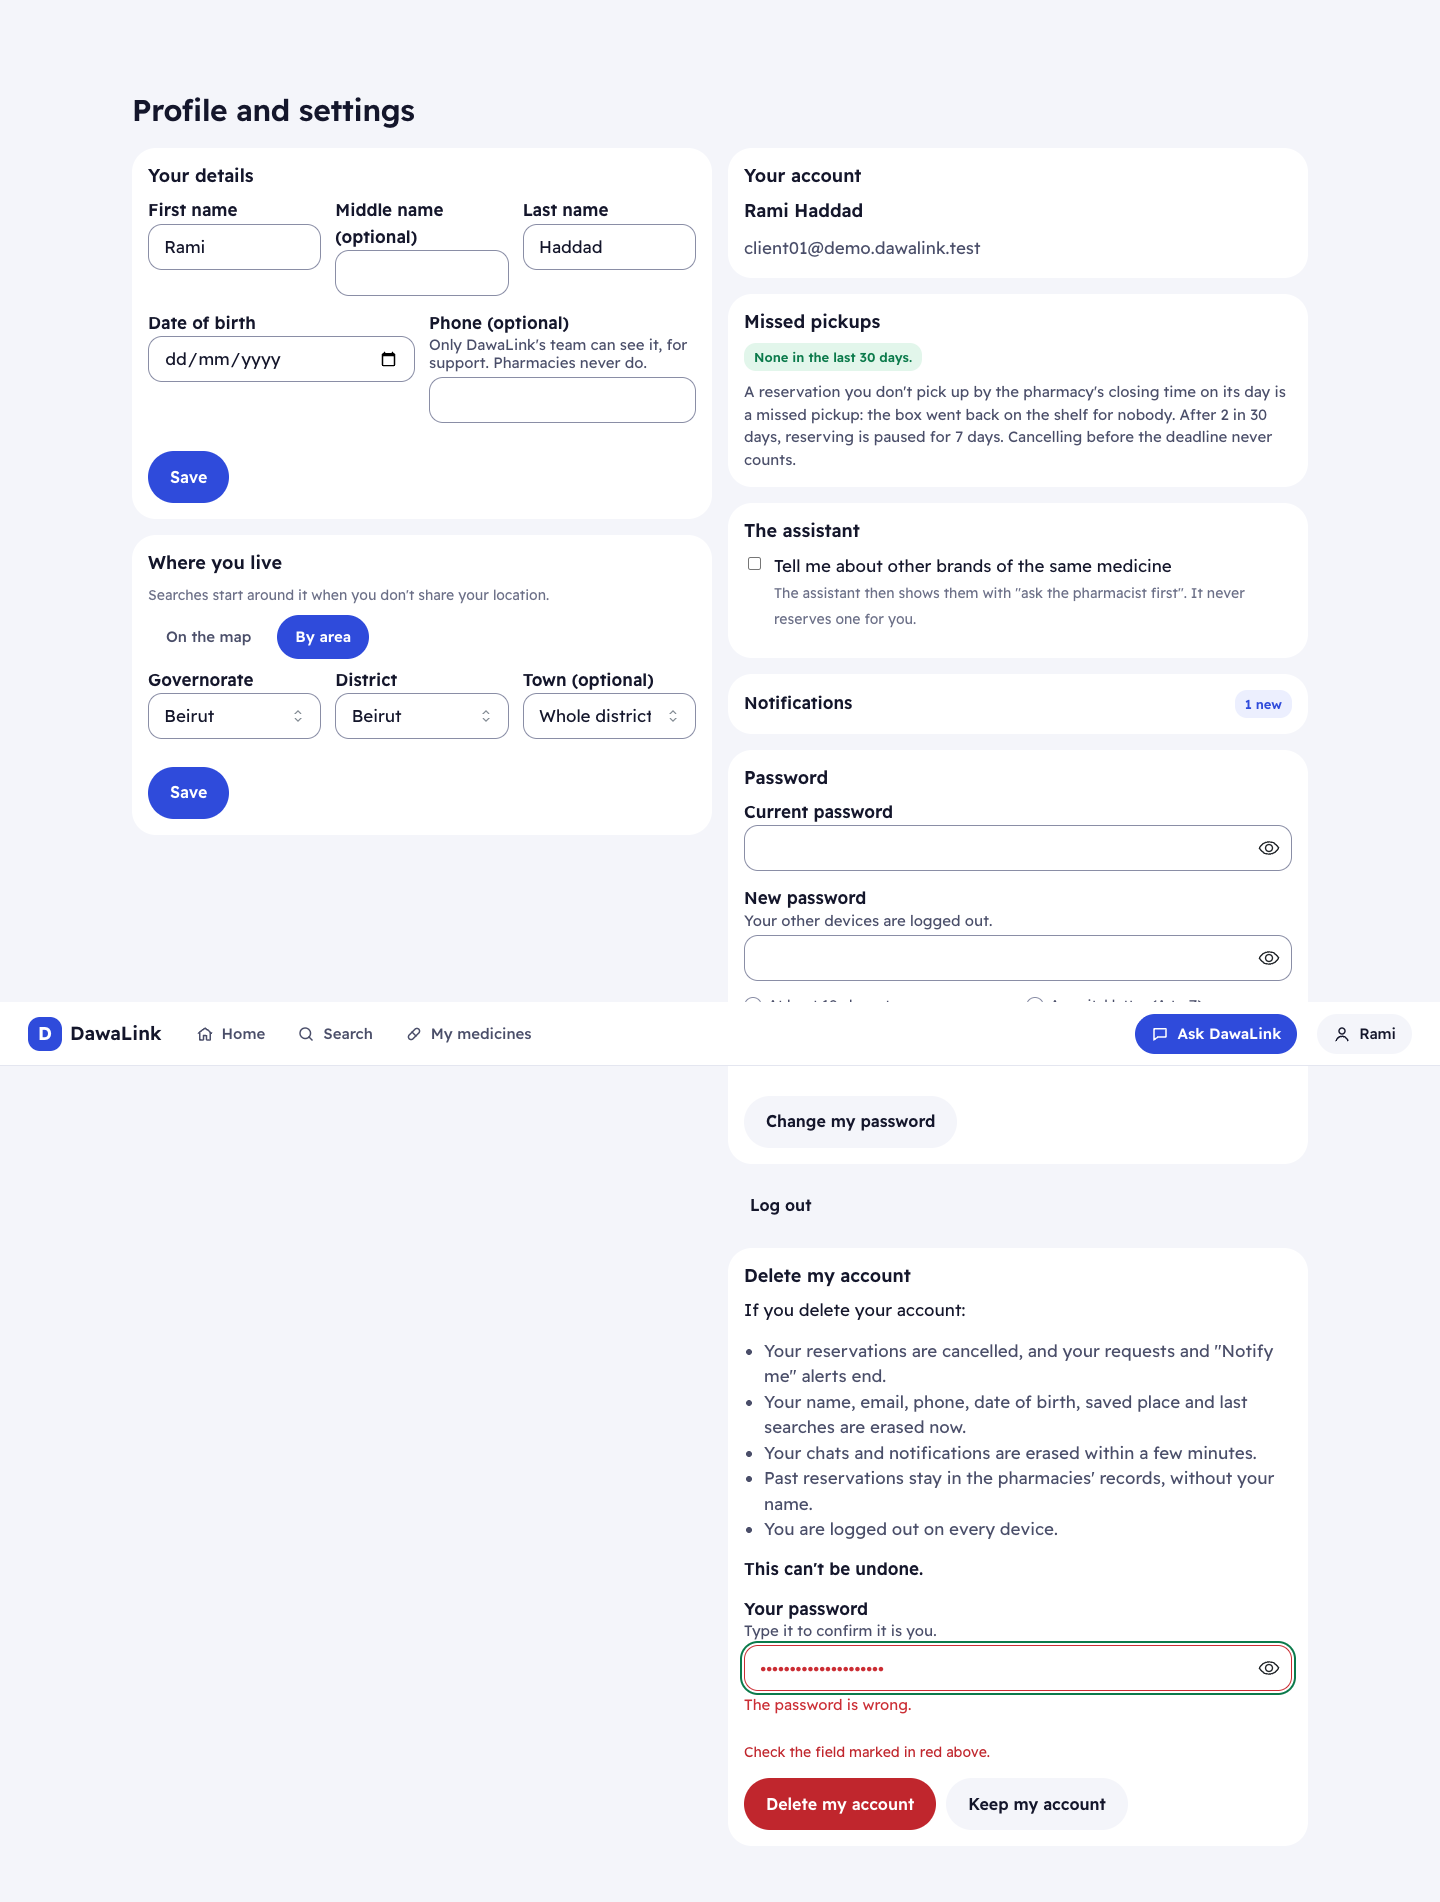 Profile and settings
Your details
First name
Middle name
(optional)
Last name
Rami
Haddad
Date of birth
Phone (optional)
Only DawaLink's team can see it, for
support. Pharmacies never do.
dd/mm/yyyy
Save
Where you live
Searches start around it when you don't share your location.
On the map
By area
Governorate
District
Town (optional)
Beirut
Beirut
Whole district
Save
Your account
Rami Haddad
client01@demo.dawalink.test
Missed pickups
None in the last 30 days.
A reservation you don't pick up by the pharmacy's closing time on its day is
a missed pickup: the box went back on the shelf for nobody. After 2 in 30
days, reserving is paused for 7 days. Cancelling before the deadline never
counts.
The assistant
Tell me about other brands of the same medicine
The assistant then shows them with "ask the pharmacist first". It never
reserves one for you.
Notifications
1 new
Password
Current password
New password
Your other devices are logged out.
D DawaLink
Home
Search
My medicines
Ask DawaLink
Rami
Change my password
Log out
Delete my account
If you delete your account:
• Your reservations are cancelled, and your requests and "Notify
me" alerts end.
• Your name, email, phone, date of birth, saved place and last
searches are erased now.
• Your chats and notifications are erased within a few minutes.
• Past reservations stay in the pharmacies' records, without your
name.
• You are logged out on every device.
This can't be undone.
Your password
Type it to confirm it is you.
The password is wrong.
Check the field marked in red above.
Delete my account
Keep my account